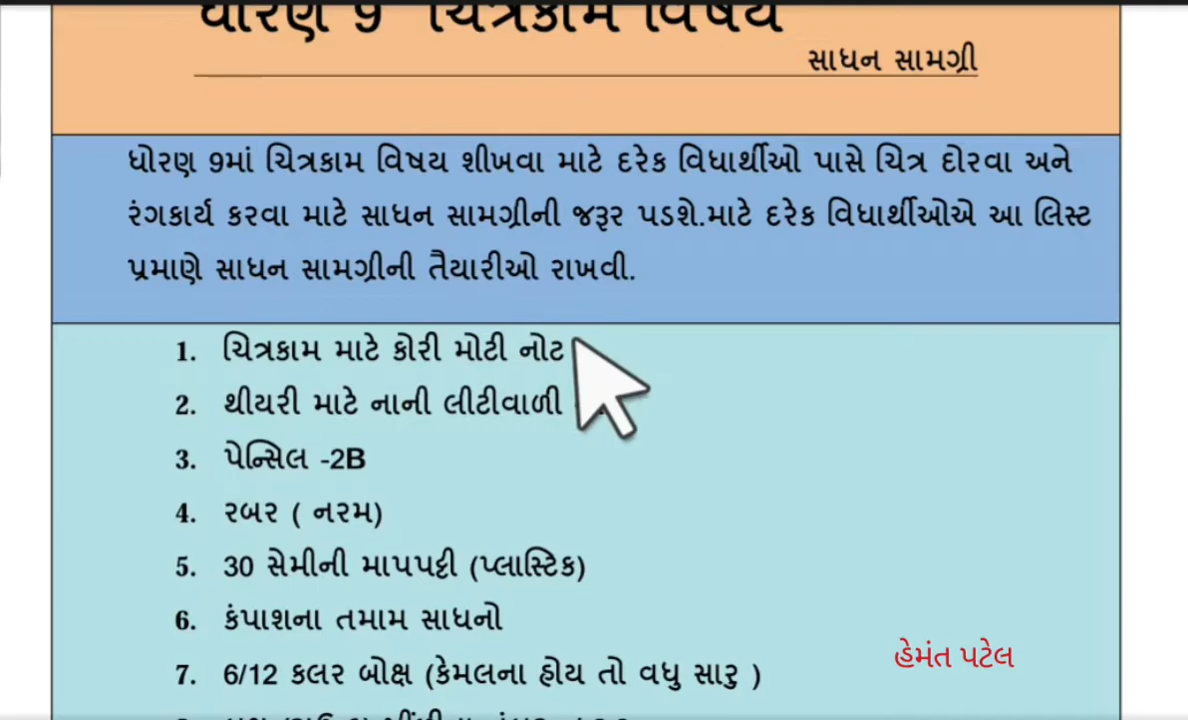 ધોરણ 9 ચિત્રકામ વિષય
સાધન સામગ્રી
ધોરણ 9માં ચિત્રકામ વિષય શીખવા માટે દરેક વિધાર્થીઓ પાસે ચિત્ર દોરવા અને
રંગકાર્ય કરવા માટે સાધન સામગ્રીની જરૂર પડશે.માટે દરેક વિધાર્થીઓએ આ લિસ્ટ
પ્રમાણે સાધન સામગ્રીની તૈયારીઓ રાખવી.
1. ચિત્રકામ માટે કોરી મોટી નોટ
2. થીયરી માટે નાની લીટીવાળી
3. પેન્સિલ -2B
4. રબર ( નરમ)
5. 30 સેમીની માપપટ્ટી (પ્લાસ્ટિક)
6. કંપાશના તમામ સાધનો
7. 6/12 કલર બોક્ષ (કેમલના હોય તો વધુ સારુ )
હેમંત પટેલ